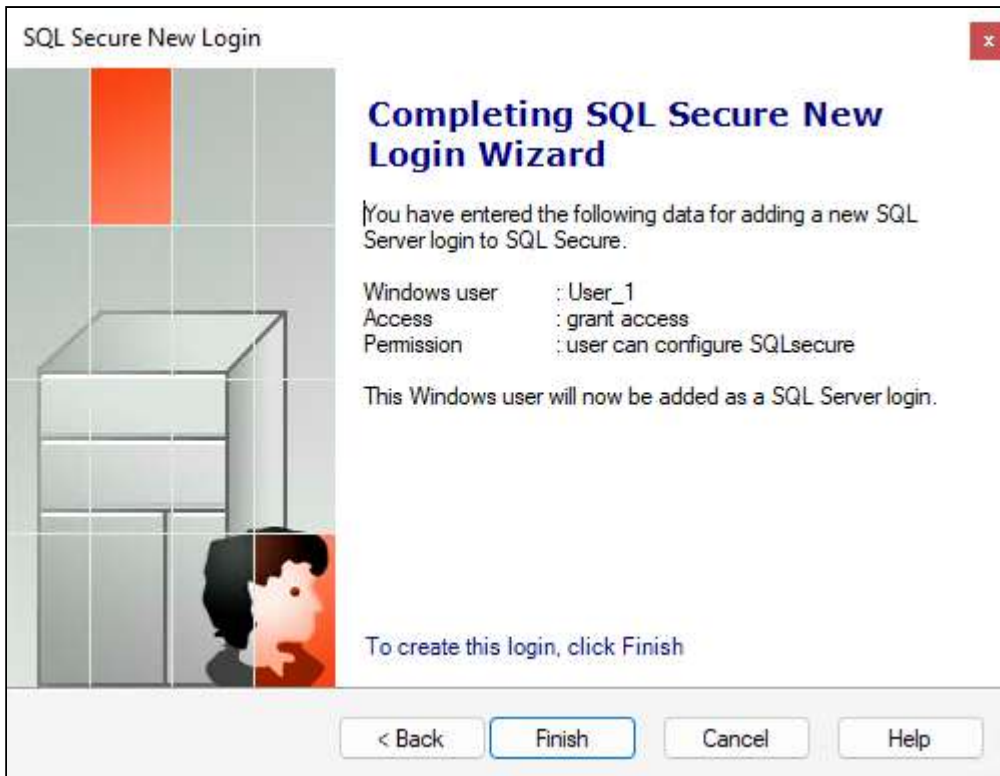 SQL Secure New Login
x
Completing SQL Secure New
Login Wizard
You have entered the following data for adding a new SQL
Server login to SQL Secure.
Windows user : User_1
Access : grant access
Permission : user can configure SQLsecure
This Windows user will now be added as a SQL Server login.
To create this login, click Finish
< Back Finish Cancel Help